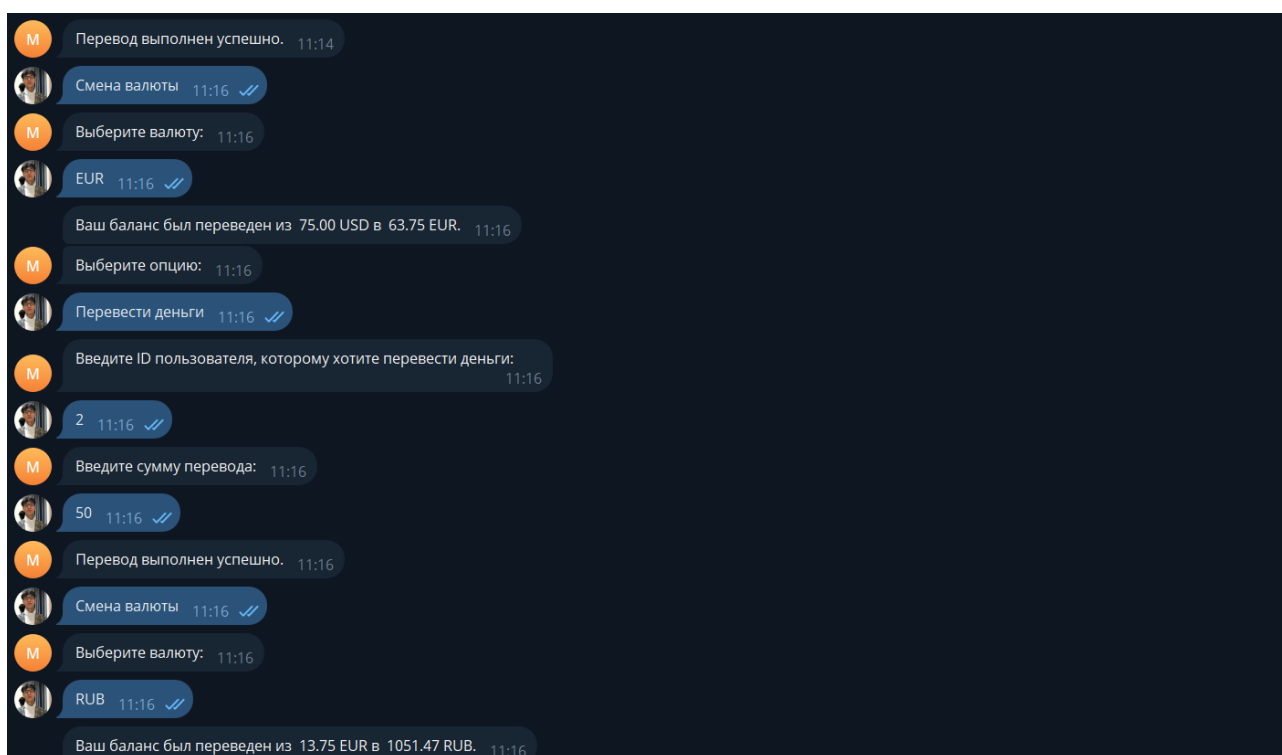 М
Перевод выполнен успешно. 11:14
Смена валюты 11:16
М
Выберите валюту: 11:16
EUR 11:16
Ваш баланс был переведен из 75.00 USD в 63.75 EUR. 11:16
М
Выберите опцию: 11:16
Перевести деньги 11:16
Введите ID пользователя, которому хотите перевести деньги:
М
11:16
2 11:16
М
Введите сумму перевода: 11:16
50 11:16
М
Перевод выполнен успешно. 11:16
Смена валюты 11:16
М
Выберите валюту: 11:16
RUB 11:16
Ваш баланс был переведен из 13.75 EUR в 1051.47 RUB. 11:16